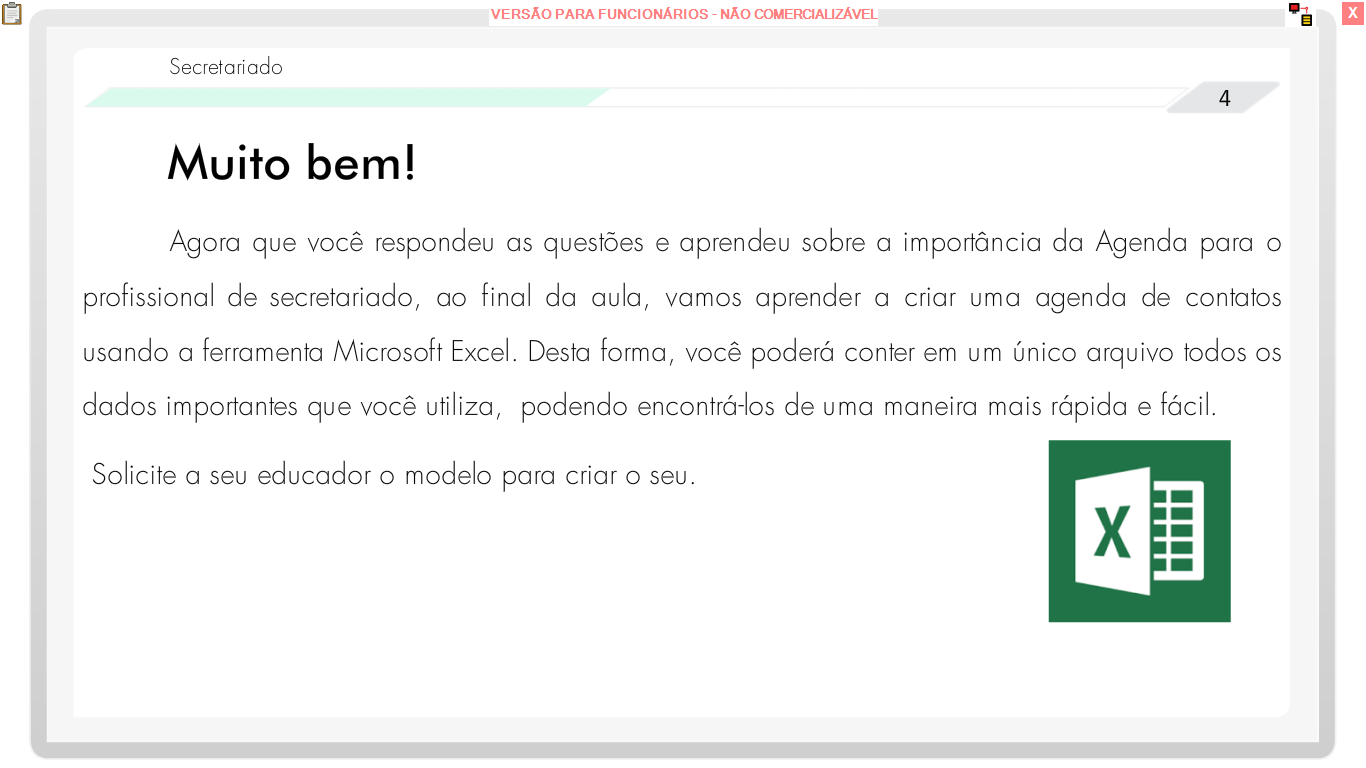 VERSÃO PARA FUNCIONÁRIOS - NÃO COMERCIALIZÁVEL
X
Secretariado
4
Muito bem!
Agora que você respondeu as questões e aprendeu sobre a importância da Agenda para o
profissional de secretariado, ao final da aula, vamos aprender a criar uma agenda de contatos
usando a ferramenta Microsoft Excel. Desta forma, você poderá conter em um único arquivo todos os
dados importantes que você utiliza, podendo encontrá-los de uma maneira mais rápida e fácil.
Solicite a seu educador o modelo para criar o seu.
X